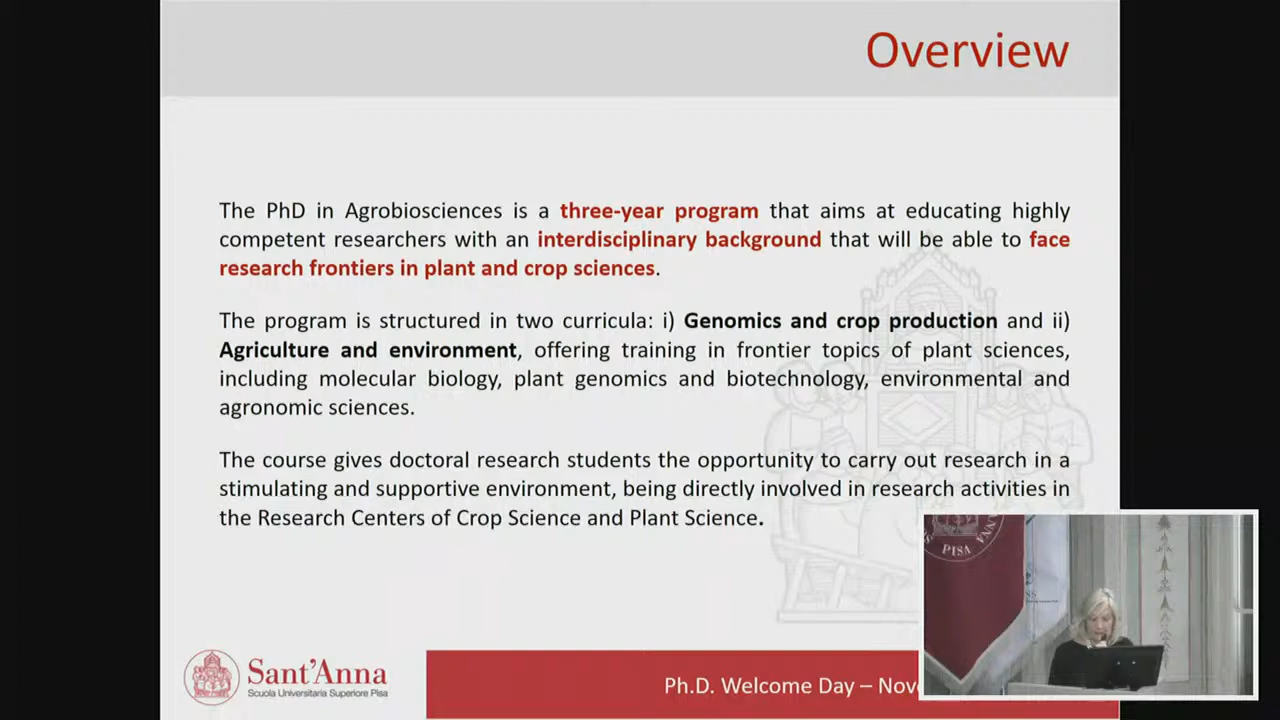 Overview
The PhD in Agrobiosciences is a three-year program that aims at educating highly
competent researchers with an interdisciplinary background that will be able to face
research frontiers in plant and crop sciences.
The program is structured in two curricula: i) Genomics and crop production and ii)
Agriculture and environment, offering training in frontier topics of plant sciences,
including molecular biology, plant genomics and biotechnology, environmental and
agronomic sciences.
The course gives doctoral research students the opportunity to carry out research in a
stimulating and supportive environment, being directly involved in research activities in
the Research Centers of Crop Science and Plant Science.
PISA
Sant'Anna
Scuola Universitaria Superiore Pisa
Ph.D. Welcome Day – Nov